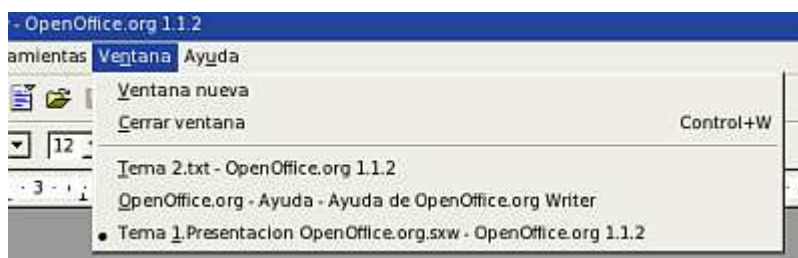 - OpenOffice.org 1.1.2
amientas Ventana Ayuda
Ventana nueva
Cerrar ventana Control+W
12
Tema 2.txt - OpenOffice.org 1.1.2
· 3 ·
OpenOffice.org - Ayuda - Ayuda de OpenOffice.org Writer
• Tema 1.Presentacion OpenOffice.org.sxw - OpenOffice.org 1.1.2